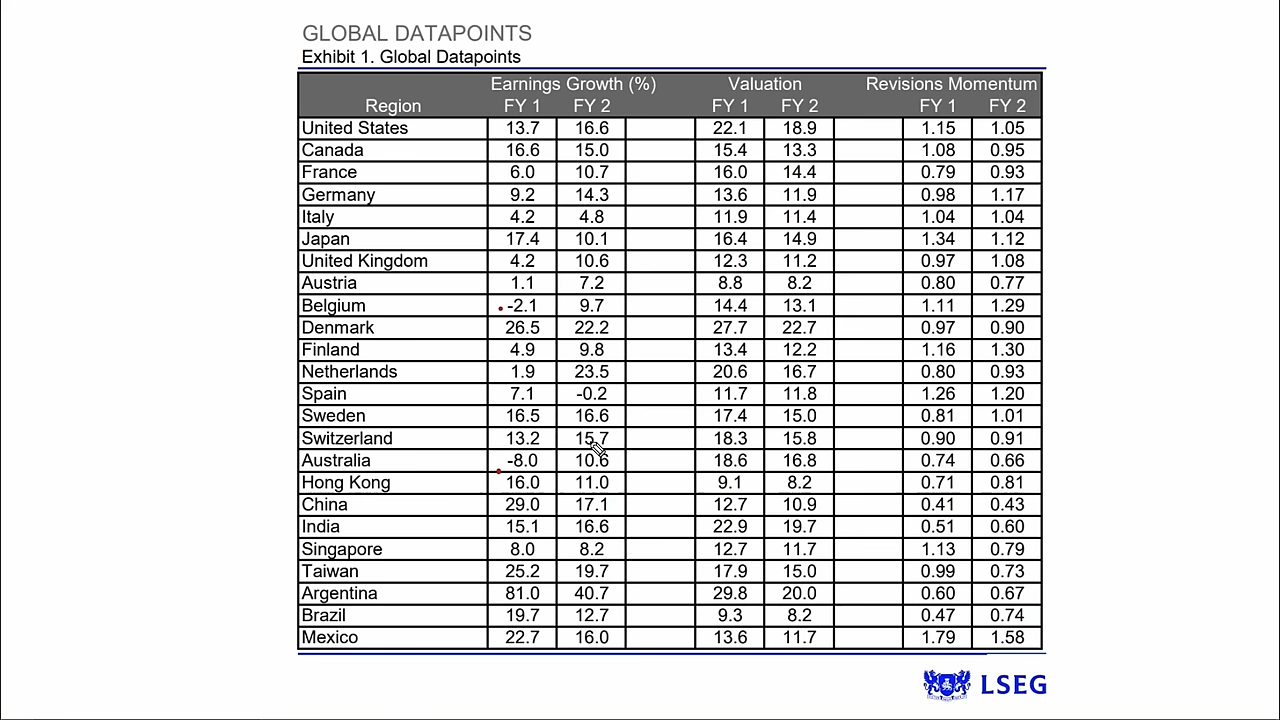 GLOBAL DATAPOINTS
Exhibit 1. Global Datapoints
Earnings Growth (%) Valuation Revisions Momentum
Region FY 1 FY 2 FY 1 FY 2 FY 1 FY 2
United States 13.7 16.6 22.1 18.9 1.15 1.05
Canada 16.6 15.0 15.4 13.3 1.08 0.95
France 6.0 10.7 16.0 14.4 0.79 0.93
Germany 9.2 14.3 13.6 11.9 0.98 1.17
Italy 4.2 4.8 11.9 11.4 1.04 1.04
Japan 17.4 10.1 16.4 14.9 1.34 1.12
United Kingdom 4.2 10.6 12.3 11.2 0.97 1.08
Austria 1.1 7.2 8.8 8.2 0.80 0.77
Belgium -2.1 9.7 14.4 13.1 1.11 1.29
Denmark 26.5 22.2 27.7 22.7 0.97 0.90
Finland 4.9 9.8 13.4 12.2 1.16 1.30
Netherlands 1.9 23.5 20.6 16.7 0.80 0.93
Spain 7.1 -0.2 11.7 11.8 1.26 1.20
Sweden 16.5 16.6 17.4 15.0 0.81 1.01
Switzerland 13.2 15.7 18.3 15.8 0.90 0.91
Australia -8.0 10.6 18.6 16.8 0.74 0.66
Hong Kong 16.0 11.0 9.1 8.2 0.71 0.81
China 29.0 17.1 12.7 10.9 0.41 0.43
India 15.1 16.6 22.9 19.7 0.51 0.60
Singapore 8.0 8.2 12.7 11.7 1.13 0.79
Taiwan 25.2 19.7 17.9 15.0 0.99 0.73
Argentina 81.0 40.7 29.8 20.0 0.60 0.67
Brazil 19.7 12.7 9.3 8.2 0.47 0.74
Mexico 22.7 16.0 13.6 11.7 1.79 1.58
LSEG